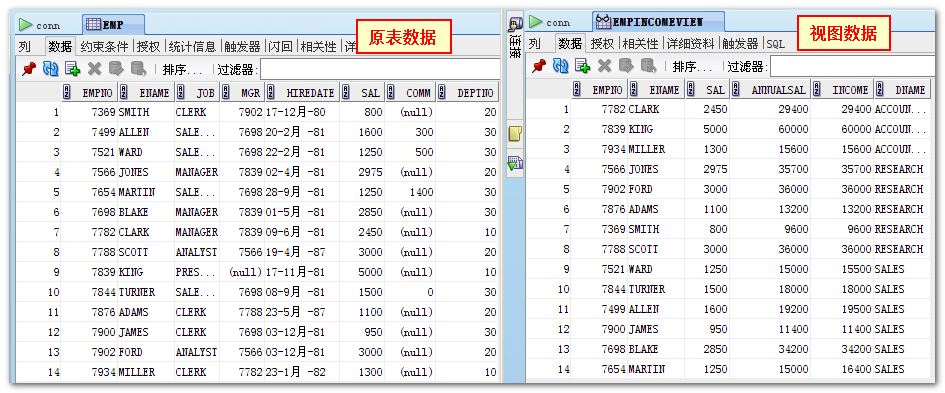 conn EMP
列 数据 约束条件 授权 统计信息 触发器 闪回 相关性 详
原表数据
排序... 过滤器:
EMPNO ENAME JOB MGR HIREDATE SAL COMM DEPTNO
1 7369 SMITH CLERK 7902 17-12月-80 800 (null) 20
2 7499 ALLEN SALE... 7698 20-2月 -81 1600 300 30
3 7521 WARD SALE... 7698 22-2月 -81 1250 500 30
4 7566 JONES MANAGER 7839 02-4月 -81 2975 (null) 20
5 7654 MARTIN SALE... 7698 28-9月 -81 1250 1400 30
6 7698 BLAKE MANAGER 7839 01-5月 -81 2850 (null) 30
7 7782 CLARK MANAGER 7839 09-6月 -81 2450 (null) 10
8 7788 SCOTT ANALYST 7566 19-4月 -87 3000 (null) 20
9 7839 KING PRES... (null) 17-11月-81 5000 (null) 10
10 7844 TURNER SALE... 7698 08-9月 -81 1500 0 30
11 7876 ADAMS CLERK 7788 23-5月 -87 1100 (null) 20
12 7900 JAMES CLERK 7698 03-12月-81 950 (null) 30
13 7902 FORD ANALYST 7566 03-12月-81 3000 (null) 20
14 7934 MILLER CLERK 7782 23-1月 -82 1300 (null) 10
连接
conn EMPINCOMEVIEW
列 数据 授权 相关性 详细资料 触发器 SQL
视图数据
排序... 过滤器:
EMPNO ENAME SAL ANNUALSAL INCOME DNAME
1 7782 CLARK 2450 29400 29400 ACCOUN...
2 7839 KING 5000 60000 60000 ACCOUN...
3 7934 MILLER 1300 15600 15600 ACCOUN...
4 7566 JONES 2975 35700 35700 RESEARCH
5 7902 FORD 3000 36000 36000 RESEARCH
6 7876 ADAMS 1100 13200 13200 RESEARCH
7 7369 SMITH 800 9600 9600 RESEARCH
8 7788 SCOTT 3000 36000 36000 RESEARCH
9 7521 WARD 1250 15000 15500 SALES
10 7844 TURNER 1500 18000 18000 SALES
11 7499 ALLEN 1600 19200 19500 SALES
12 7900 JAMES 950 11400 11400 SALES
13 7698 BLAKE 2850 34200 34200 SALES
14 7654 MARTIN 1250 15000 16400 SALES